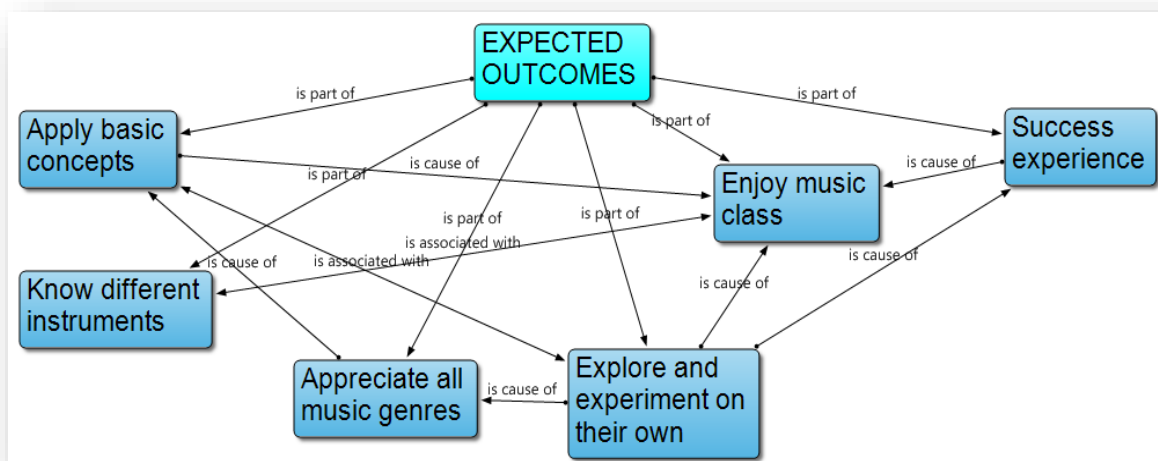 EXPECTED
OUTCOMES
is part of
is part of
is part of
Apply basic
concepts
Success
experience
is cause of
is cause of
is part of
Enjoy music
class
is part of
is part of
is associated with
is cause of
is cause of
is associated with
Know different
instruments
is cause of
Explore and
experiment on
their own
Appreciate all
music genres
is cause of